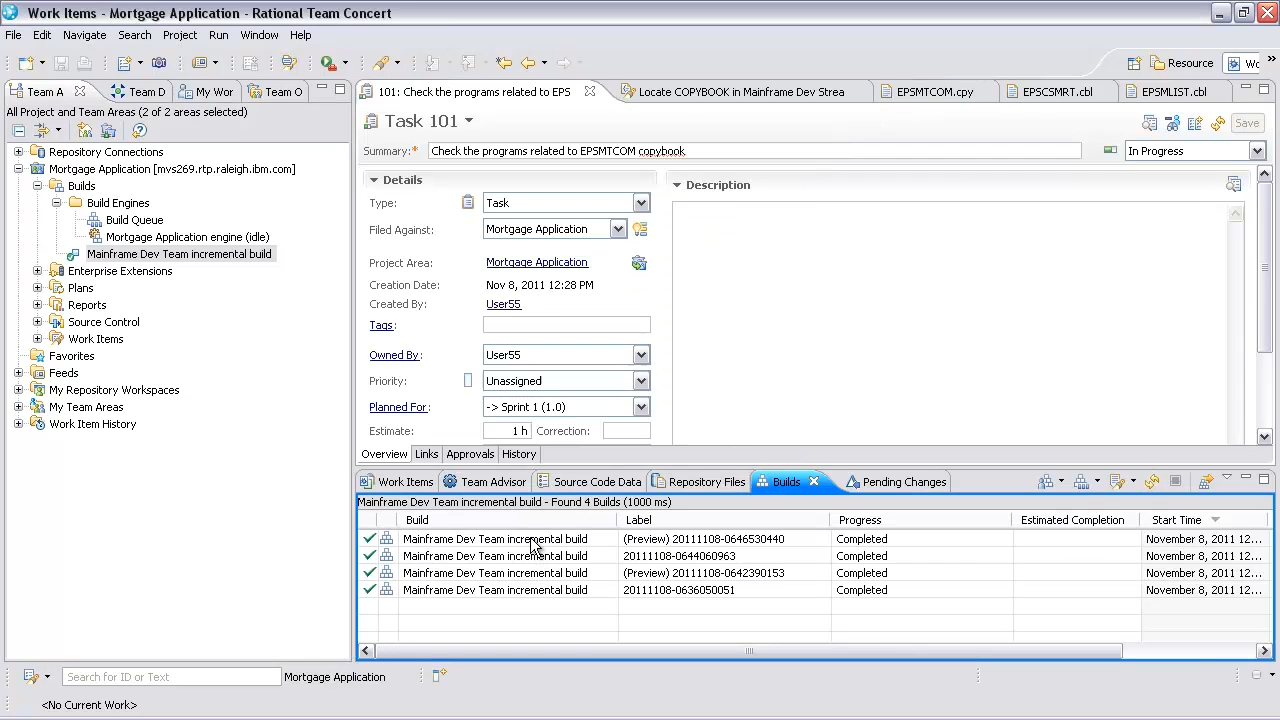 Work Items - Mortgage Application - Rational Team Concert
File Edit Navigate Search Project Run Window Help
Resource
Team A
Team D
My Wor
Team O
All Project and Team Areas (2 of 2 areas selected)
Repository Connections
Mortgage Application [mvs269.rtp.raleigh.ibm.com]
Builds
Build Engines
Build Queue
Mortgage Application engine (idle)
Mainframe Dev Team incremental build
Enterprise Extensions
Plans
Reports
Source Control
Work Items
Favorites
Feeds
My Repository Workspaces
My Team Areas
Work Item History
101: Check the programs related to EPS
Locate COPYBOOK in Mainframe Dev Strea
EPSMTCOM.cpy
EPSCSMRT.cbl
EPSMLIST.cbl
Task 101
Save
Summary:* Check the programs related to EPSMTCOM copybook
In Progress
Details
Type: Task
Filed Against: Mortgage Application
Project Area: Mortgage Application
Creation Date: Nov 8, 2011 12:28 PM
Created By: User55
Tags:
Owned By: User55
Priority: Unassigned
Planned For: -> Sprint 1 (1.0)
Estimate: 1 h Correction:
Description
Overview Links Approvals History
Work Items Team Advisor Source Code Data Repository Files Builds Pending Changes
Mainframe Dev Team incremental build - Found 4 Builds (1000 ms)
Build Label Progress Estimated Completion Start Time
Mainframe Dev Team incremental build (Preview) 20111108-0646530440 Completed November 8, 2011 12...
Mainframe Dev Team incremental build 20111108-0644060963 Completed November 8, 2011 12...
Mainframe Dev Team incremental build (Preview) 20111108-0642390153 Completed November 8, 2011 12...
Mainframe Dev Team incremental build 20111108-0636050051 Completed November 8, 2011 12...
Search for ID or Text
Mortgage Application
<No Current Work>